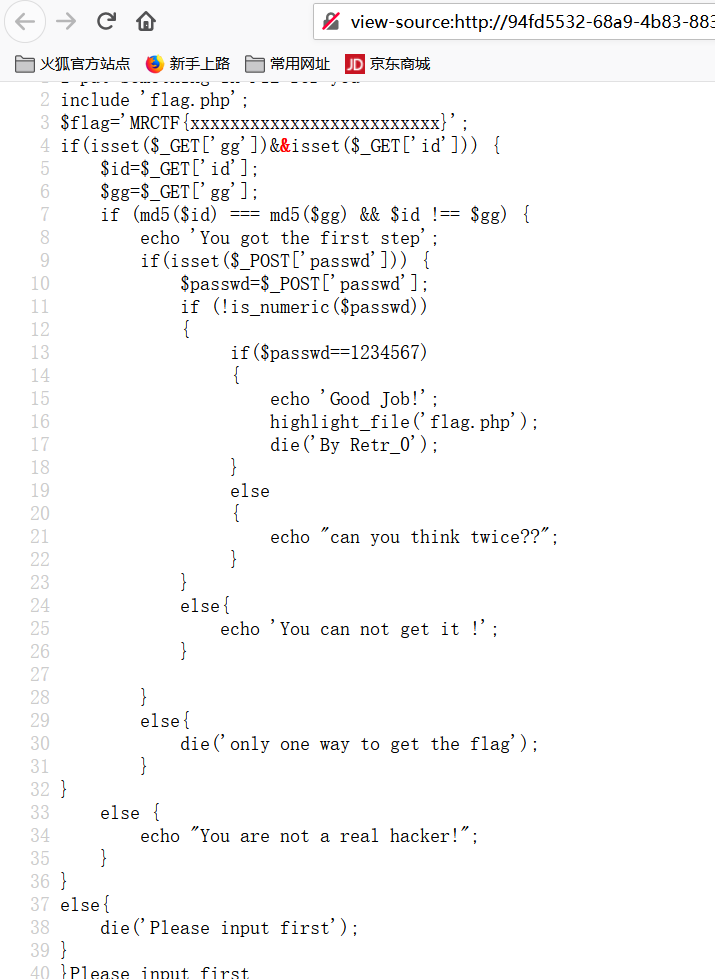 view-source:http://94fd5532-68a9-4b83-883
火狐官方站点 新手上路 常用网址 JD 京东商城
2 include 'flag.php';
3 $flag='MRCTF{xxxxxxxxxxxxxxxxxxxxxxxxx}';
4 if(isset($_GET['gg'])&&isset($_GET['id'])) {
5 $id=$_GET['id'];
6 $gg=$_GET['gg'];
7 if (md5($id) === md5($gg) && $id !== $gg) {
8 echo 'You got the first step';
9 if(isset($_POST['passwd'])) {
10 $passwd=$_POST['passwd'];
11 if (!is_numeric($passwd))
12 {
13 if($passwd==1234567)
14 {
15 echo 'Good Job!';
16 highlight_file('flag.php');
17 die('By Retr_0');
18 }
19 else
20 {
21 echo "can you think twice??";
22 }
23 }
24 else{
25 echo 'You can not get it !';
26 }
27
28 }
29 else{
30 die('only one way to get the flag');
31 }
32 }
33 else {
34 echo "You are not a real hacker!";
35 }
36 }
37 else{
38 die('Please input first');
39 }
40 }Please input first